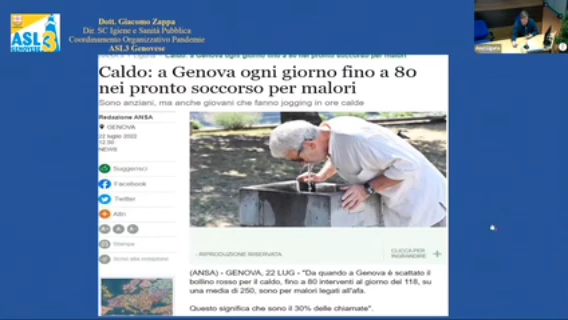 ASL3
GENOVESE
Dott. Giacomo Zappa
Dir. SC Igiene e Sanità Pubblica
Coordinamento Organizzativo Pandemie
ASL3 Genovese
Caldo: a Genova ogni giorno fino a 80 nei pronto soccorso per malori
Caldo: a Genova ogni giorno fino a 80
nei pronto soccorso per malori
Sono anziani, ma anche giovani che fanno jogging in ore calde
Redazione ANSA
GENOVA
22 luglio 2022
12:50
NEWS
Suggerisci
Facebook
Twitter
Altri
A+ A A-
Stampa
Scrivi alla redazione
- RIPRODUZIONE RISERVATA
CLICCA PER
INGRANDIRE +
(ANSA) - GENOVA, 22 LUG - "Da quando a Genova è scattato il
bollino rosso per il caldo, fino a 80 interventi al giorno del 118, su
una media di 250, sono per malori legati all'afa.
Questo significa che sono il 30% delle chiamate".